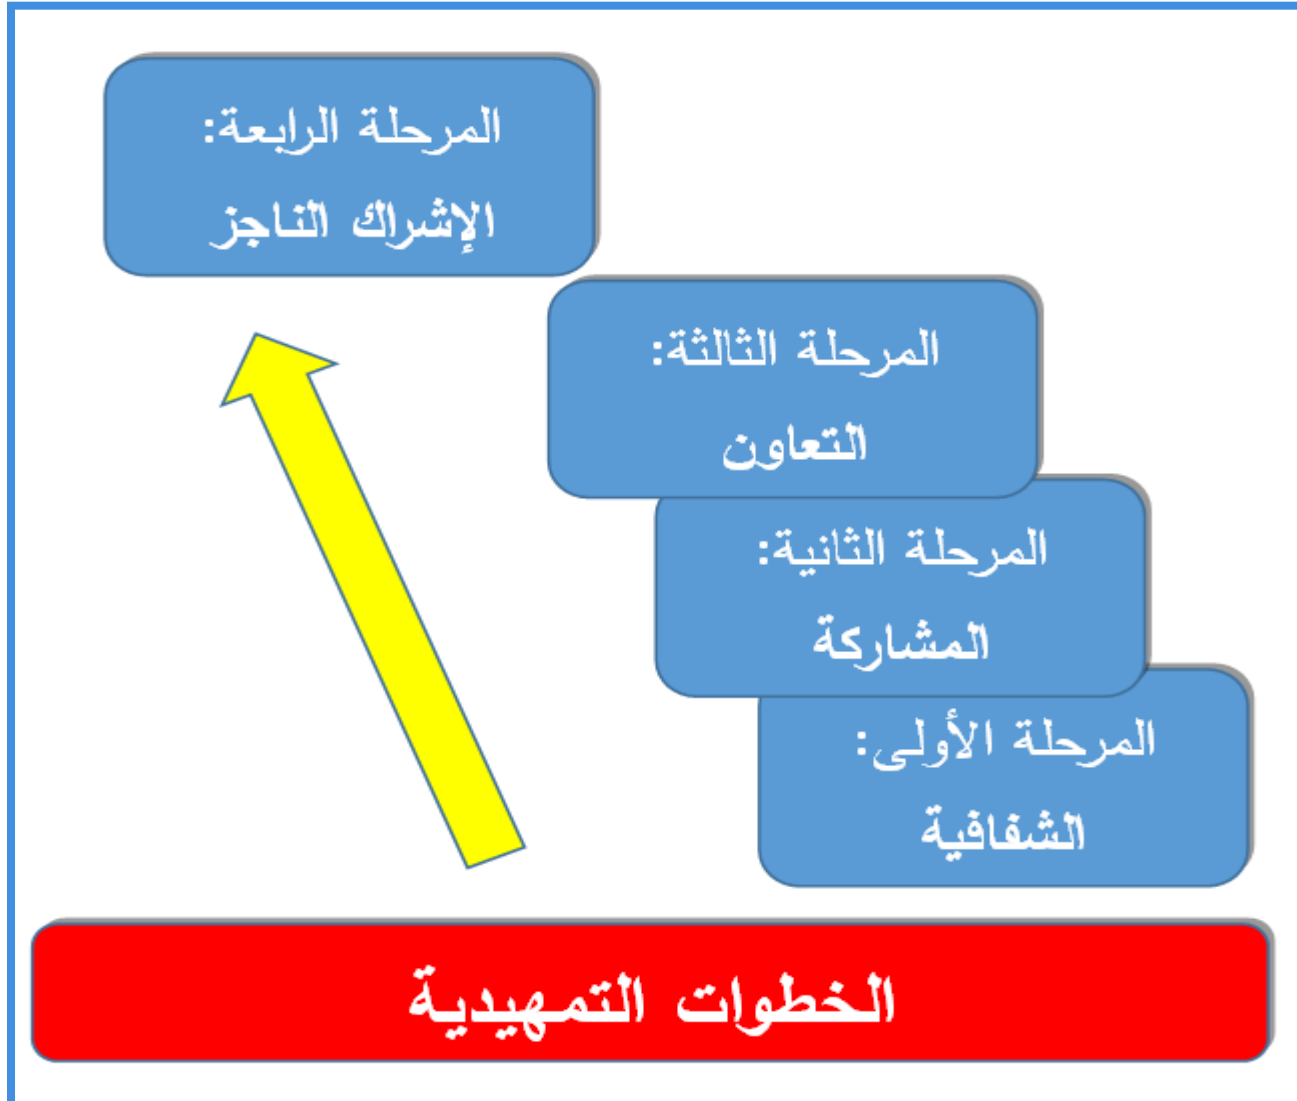 المرحلة الرابعة:
الإشراك الناجز
المرحلة الثالثة:
التعاون
المرحلة الثانية:
المشاركة
المرحلة الأولى:
الشفافية
الخطوات التمهيدية